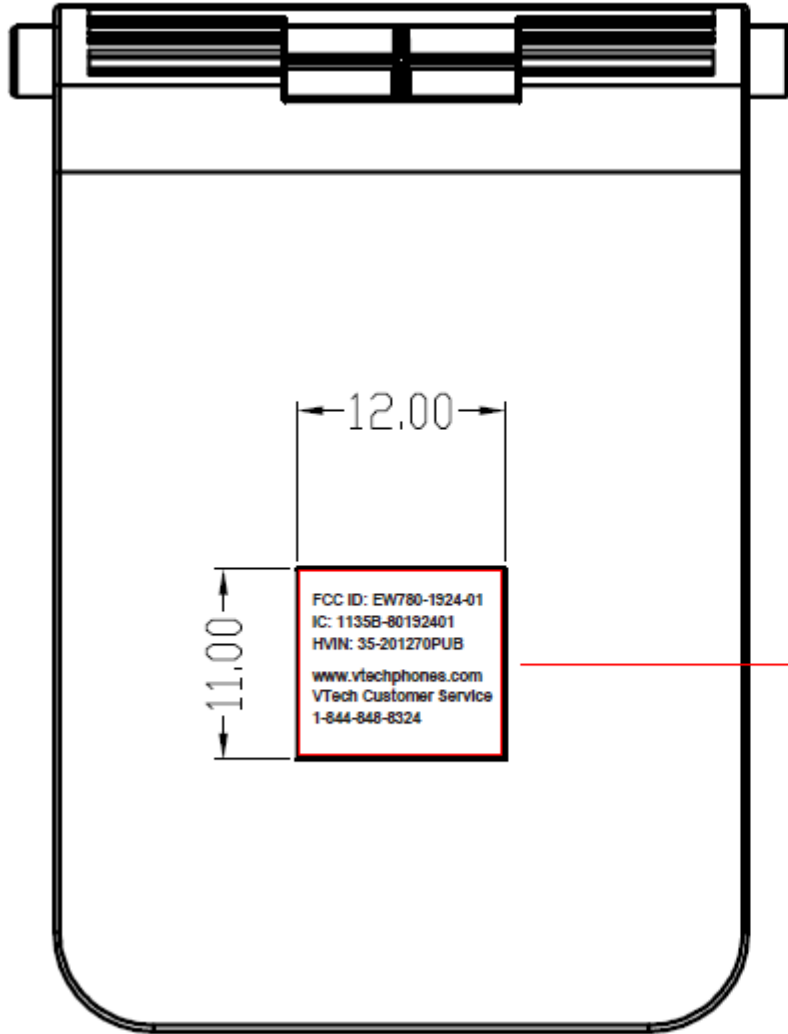 12.00
11.00
FCC ID: EW780-1924-01
IC: 1135B-80192401
HVIN: 35-201270PUB
www.vtechphones.com
VTech Customer Service
1-844-848-8324